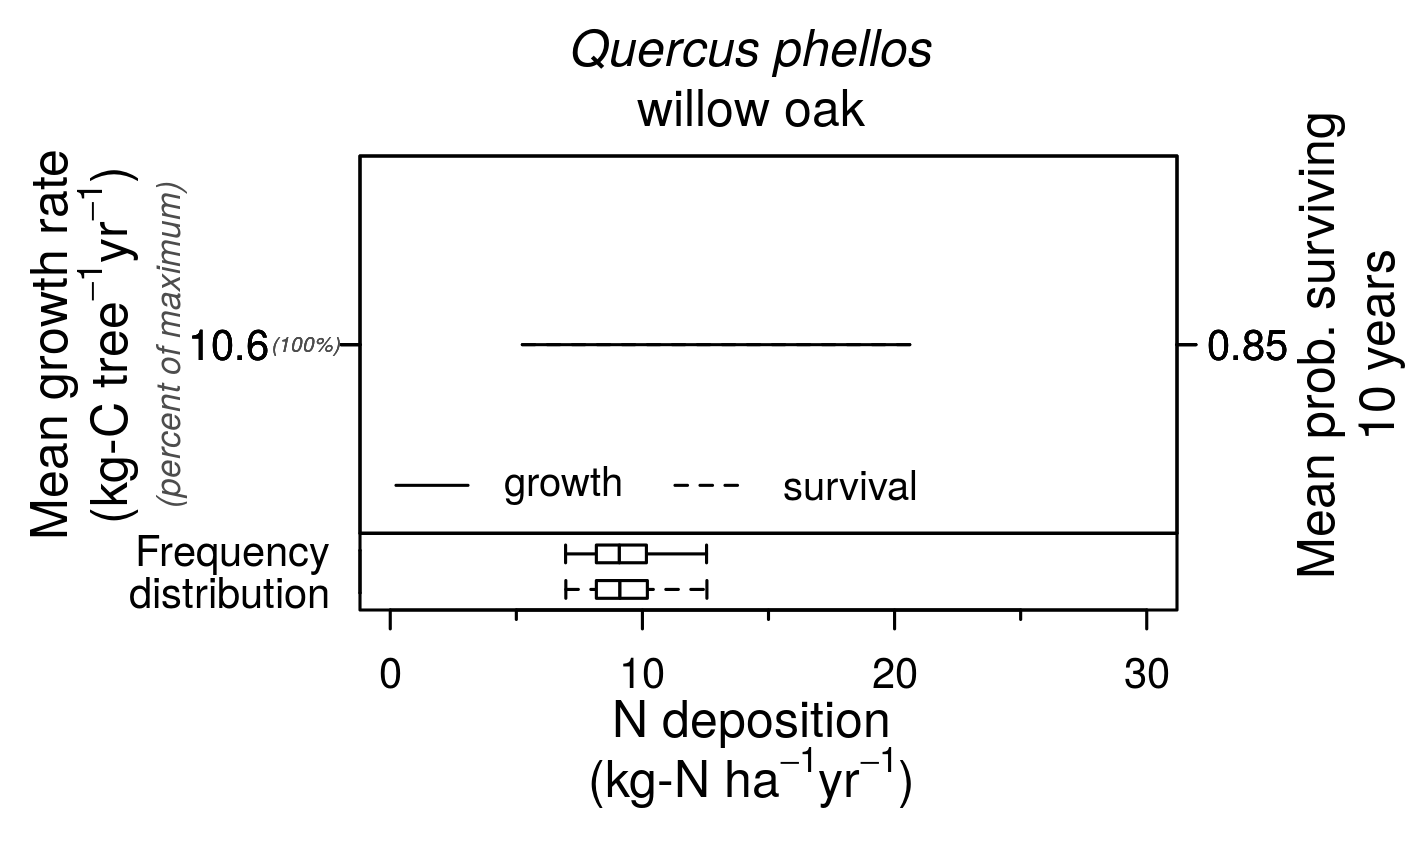 Quercus phellos
willow oak
Mean growth rate
(kg-C tree⁻¹yr⁻¹)
(percent of maximum)
10.6 (100%)
0.85
Mean prob. surviving
10 years
growth
survival
Frequency
distribution
0 10 20 30
N deposition
(kg-N ha⁻¹yr⁻¹)